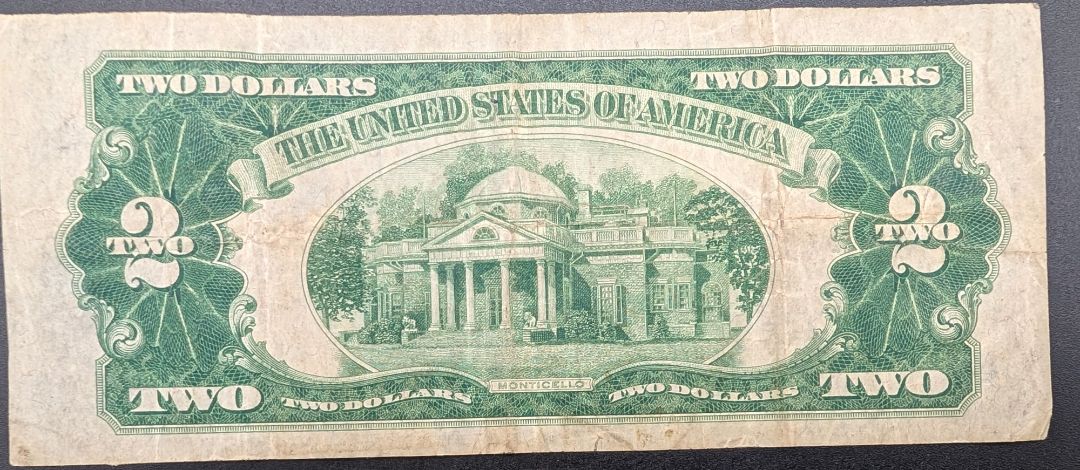 TWO DOLLARS TWO DOLLARS
THE UNITED STATES OF AMERICA
2 2
TWO TWO
MONTICELLO
TWO TWO DOLLARS TWO DOLLARS TWO